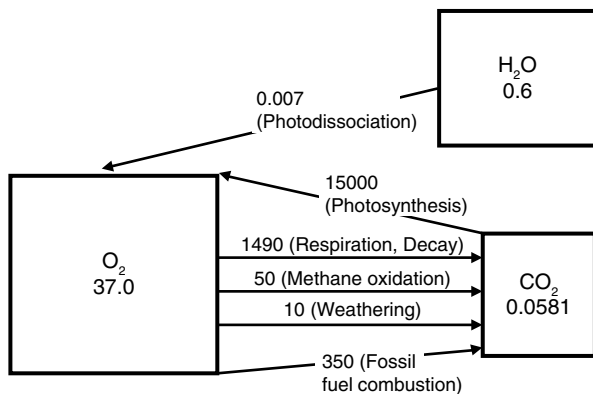 H₂O
0.6
0.007
(Photodissociation)
15000
(Photosynthesis)
O₂
37.0
1490 (Respiration, Decay)
50 (Methane oxidation)
10 (Weathering)
CO₂
0.0581
350 (Fossil
fuel combustion)